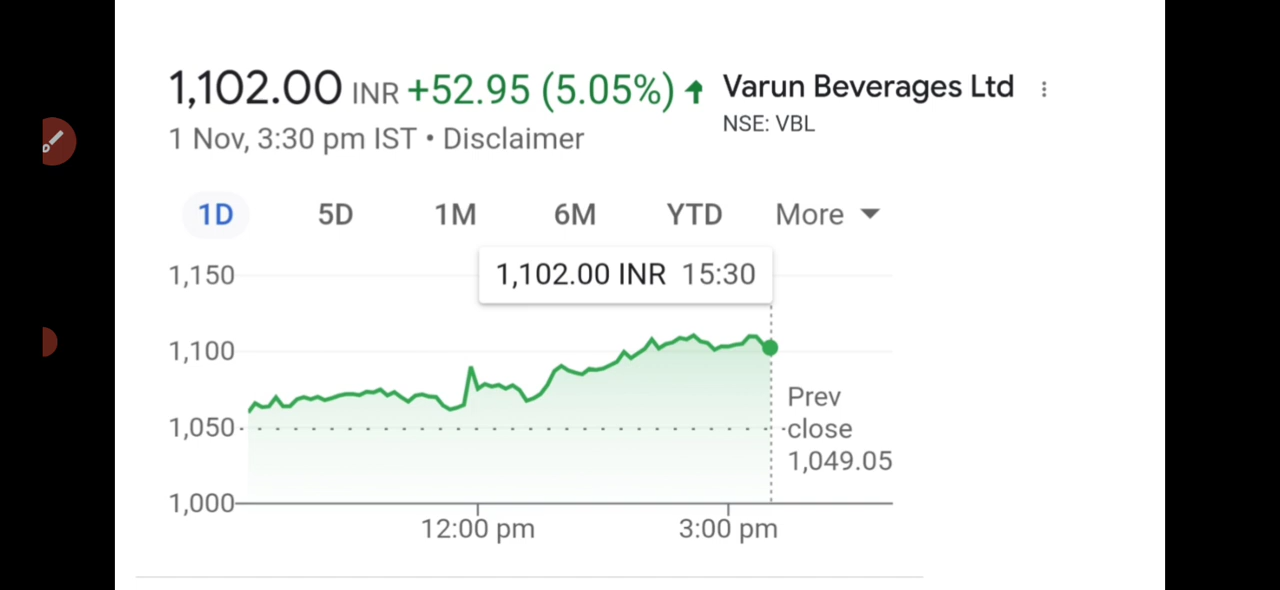 1,102.00 INR +52.95 (5.05%) ↑ Varun Beverages Ltd
NSE: VBL
1 Nov, 3:30 pm IST • Disclaimer
1D 5D 1M 6M YTD More
1,102.00 INR 15:30
1,150
1,100
1,050
1,000
Prev
close
1,049.05
12:00 pm 3:00 pm